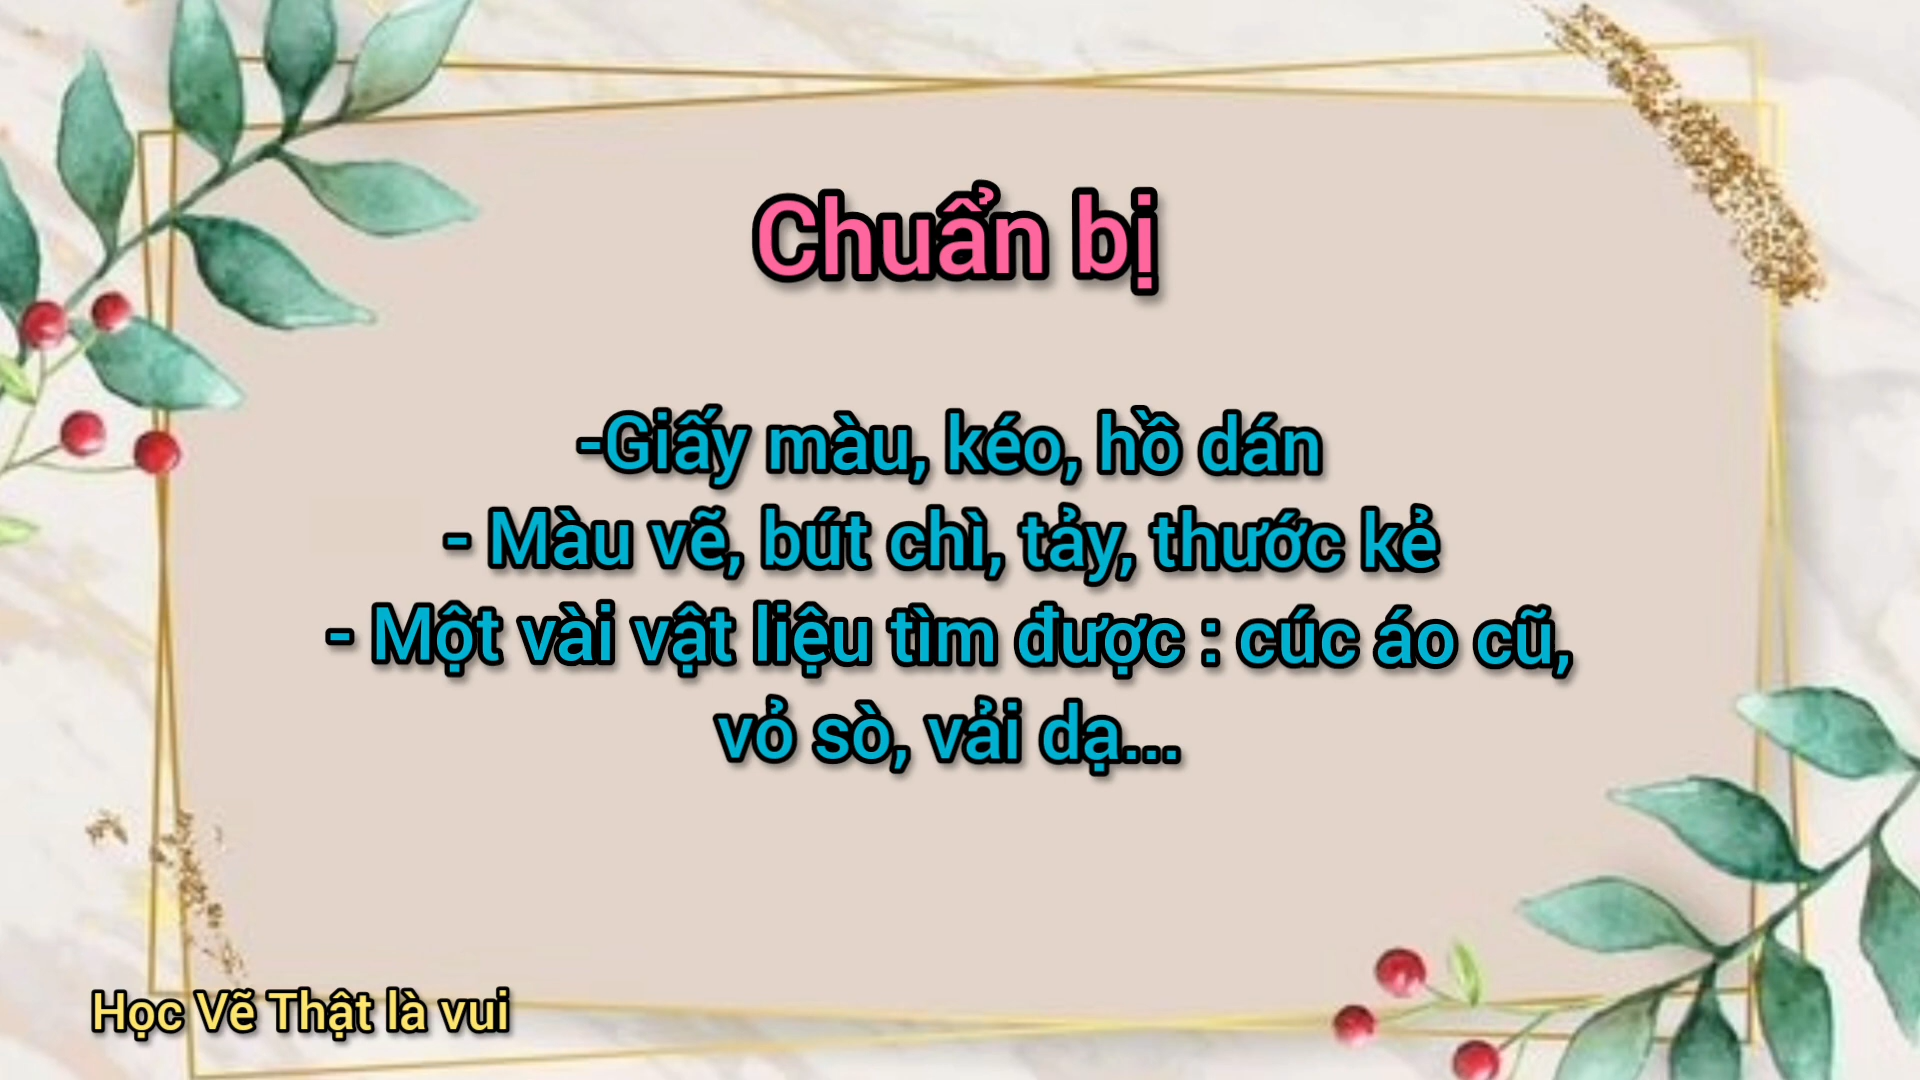 Chuẩn bị
-Giấy màu, kéo, hồ dán
- Màu vẽ, bút chì, tảy, thước kẻ
- Một vài vật liệu tìm được : cúc áo cũ,
vỏ sò, vải dạ...
Học Vẽ Thật là vui